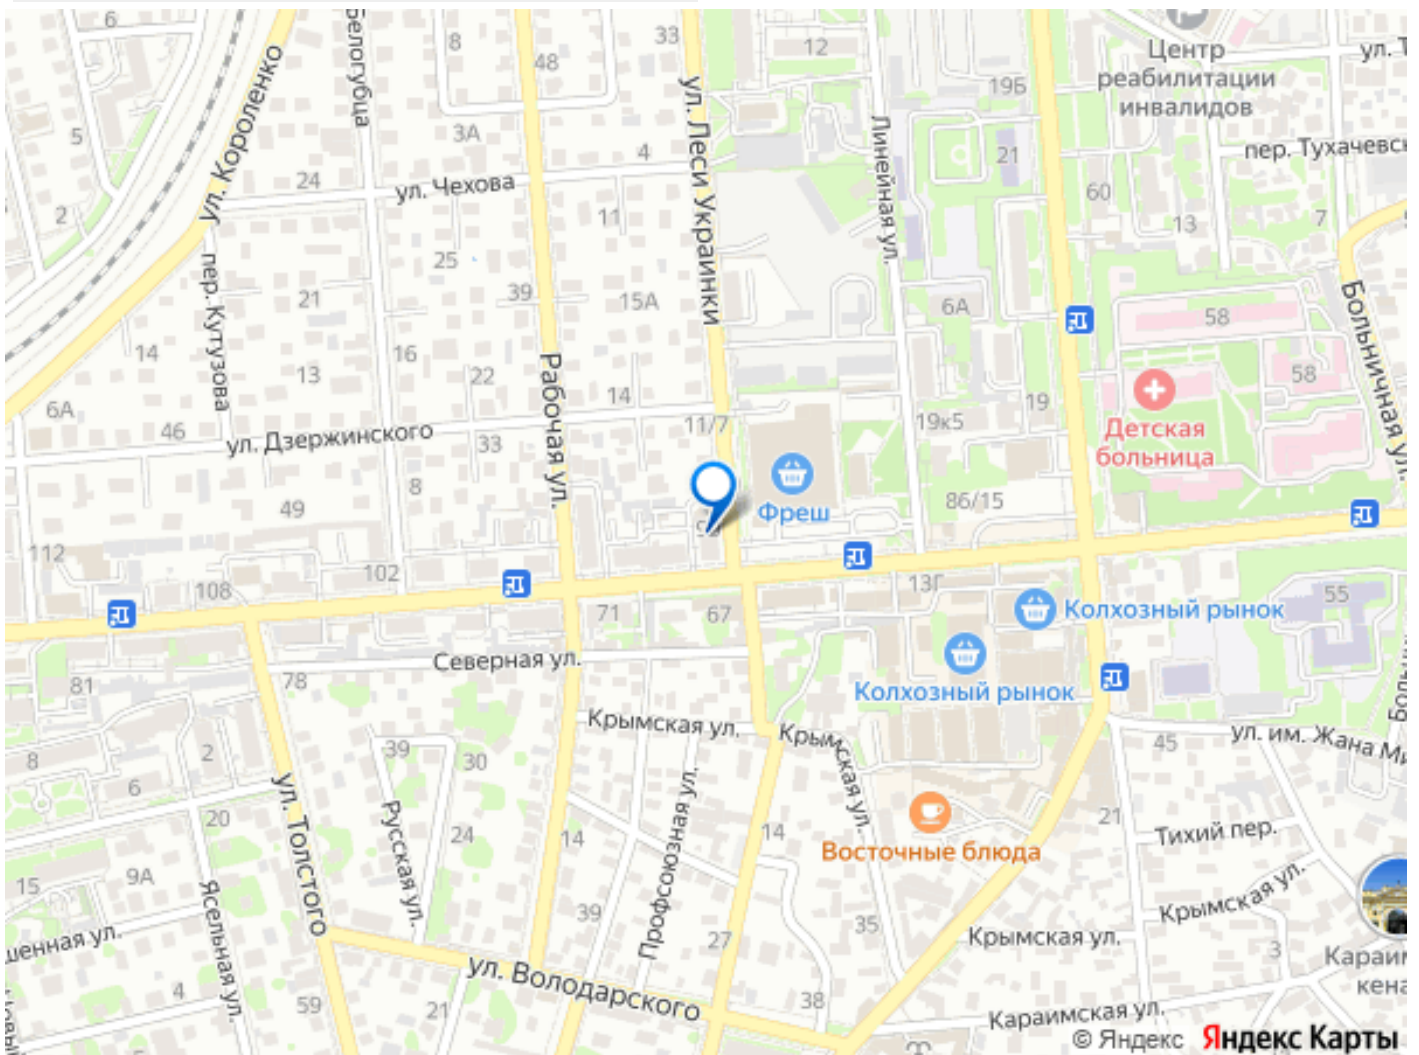 6
8
33
12
Центр
реабилитации
инвалидов
48
ул. Короленко
Белогубца
19Б
5
3А
4
ул. Леси Украинки
Линейная ул.
21
24
ул. Чехова
60
2
11
13
7
25
пер. Кутузова
21
39
15А
6А
58
14
16
Рабочая ул.
Больничная ул.
13
22
14
58
6А
46
ул. Дзержинского
33
11/7
19к5
19
Детская
больница
8
49
Фреш
86/15
112
102
108
13Г
55
71
67
Колхозный рынок
Северная ул.
81
78
Колхозный рынок
Крымская ул.
Крымская ул.
45
ул. им. Жана Ми
8
2
39
30
6
ул. Толстого
Русская ул.
Профсоюзная ул.
20
24
14
14
21
Тихий пер.
Восточные блюда
15
9А
Ясельная ул.
39
35
Крымская ул.
шенная ул.
27
Крымская ул.
3
ул. Володарского
4
59
21
38
Караимская ул.
© Яндекс
Яндекс Карты